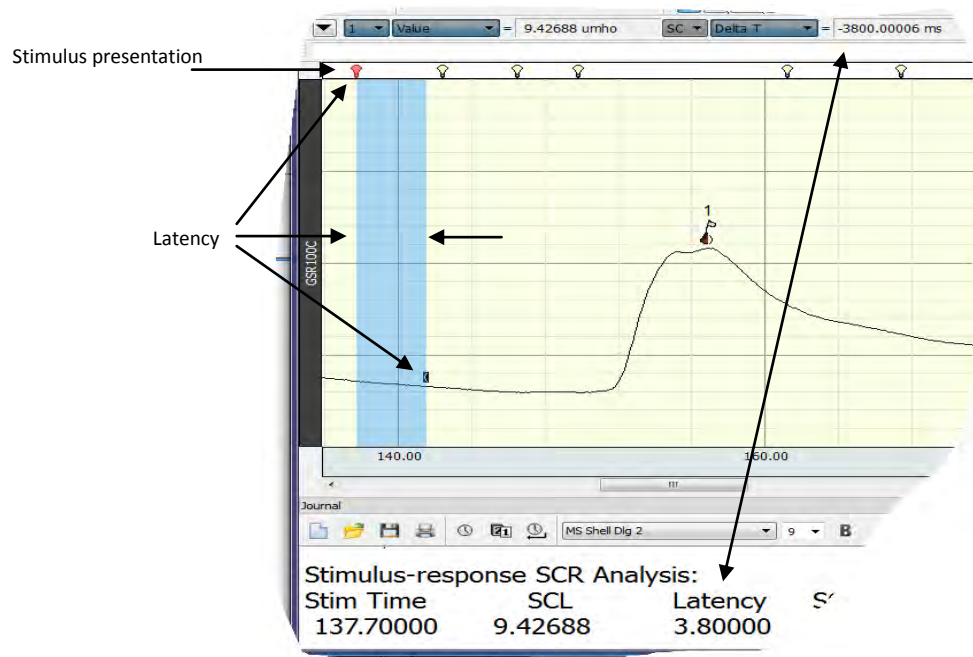 1 Value = 9.42688 umho SC Delta T = -3800.00006 ms
Stimulus presentation
1
Latency
GSR100C
140.00 160.00
Journal
MS Shell Dlg 2 9 B
Stimulus-response SCR Analysis:
Stim Time SCL Latency
137.70000 9.42688 3.80000